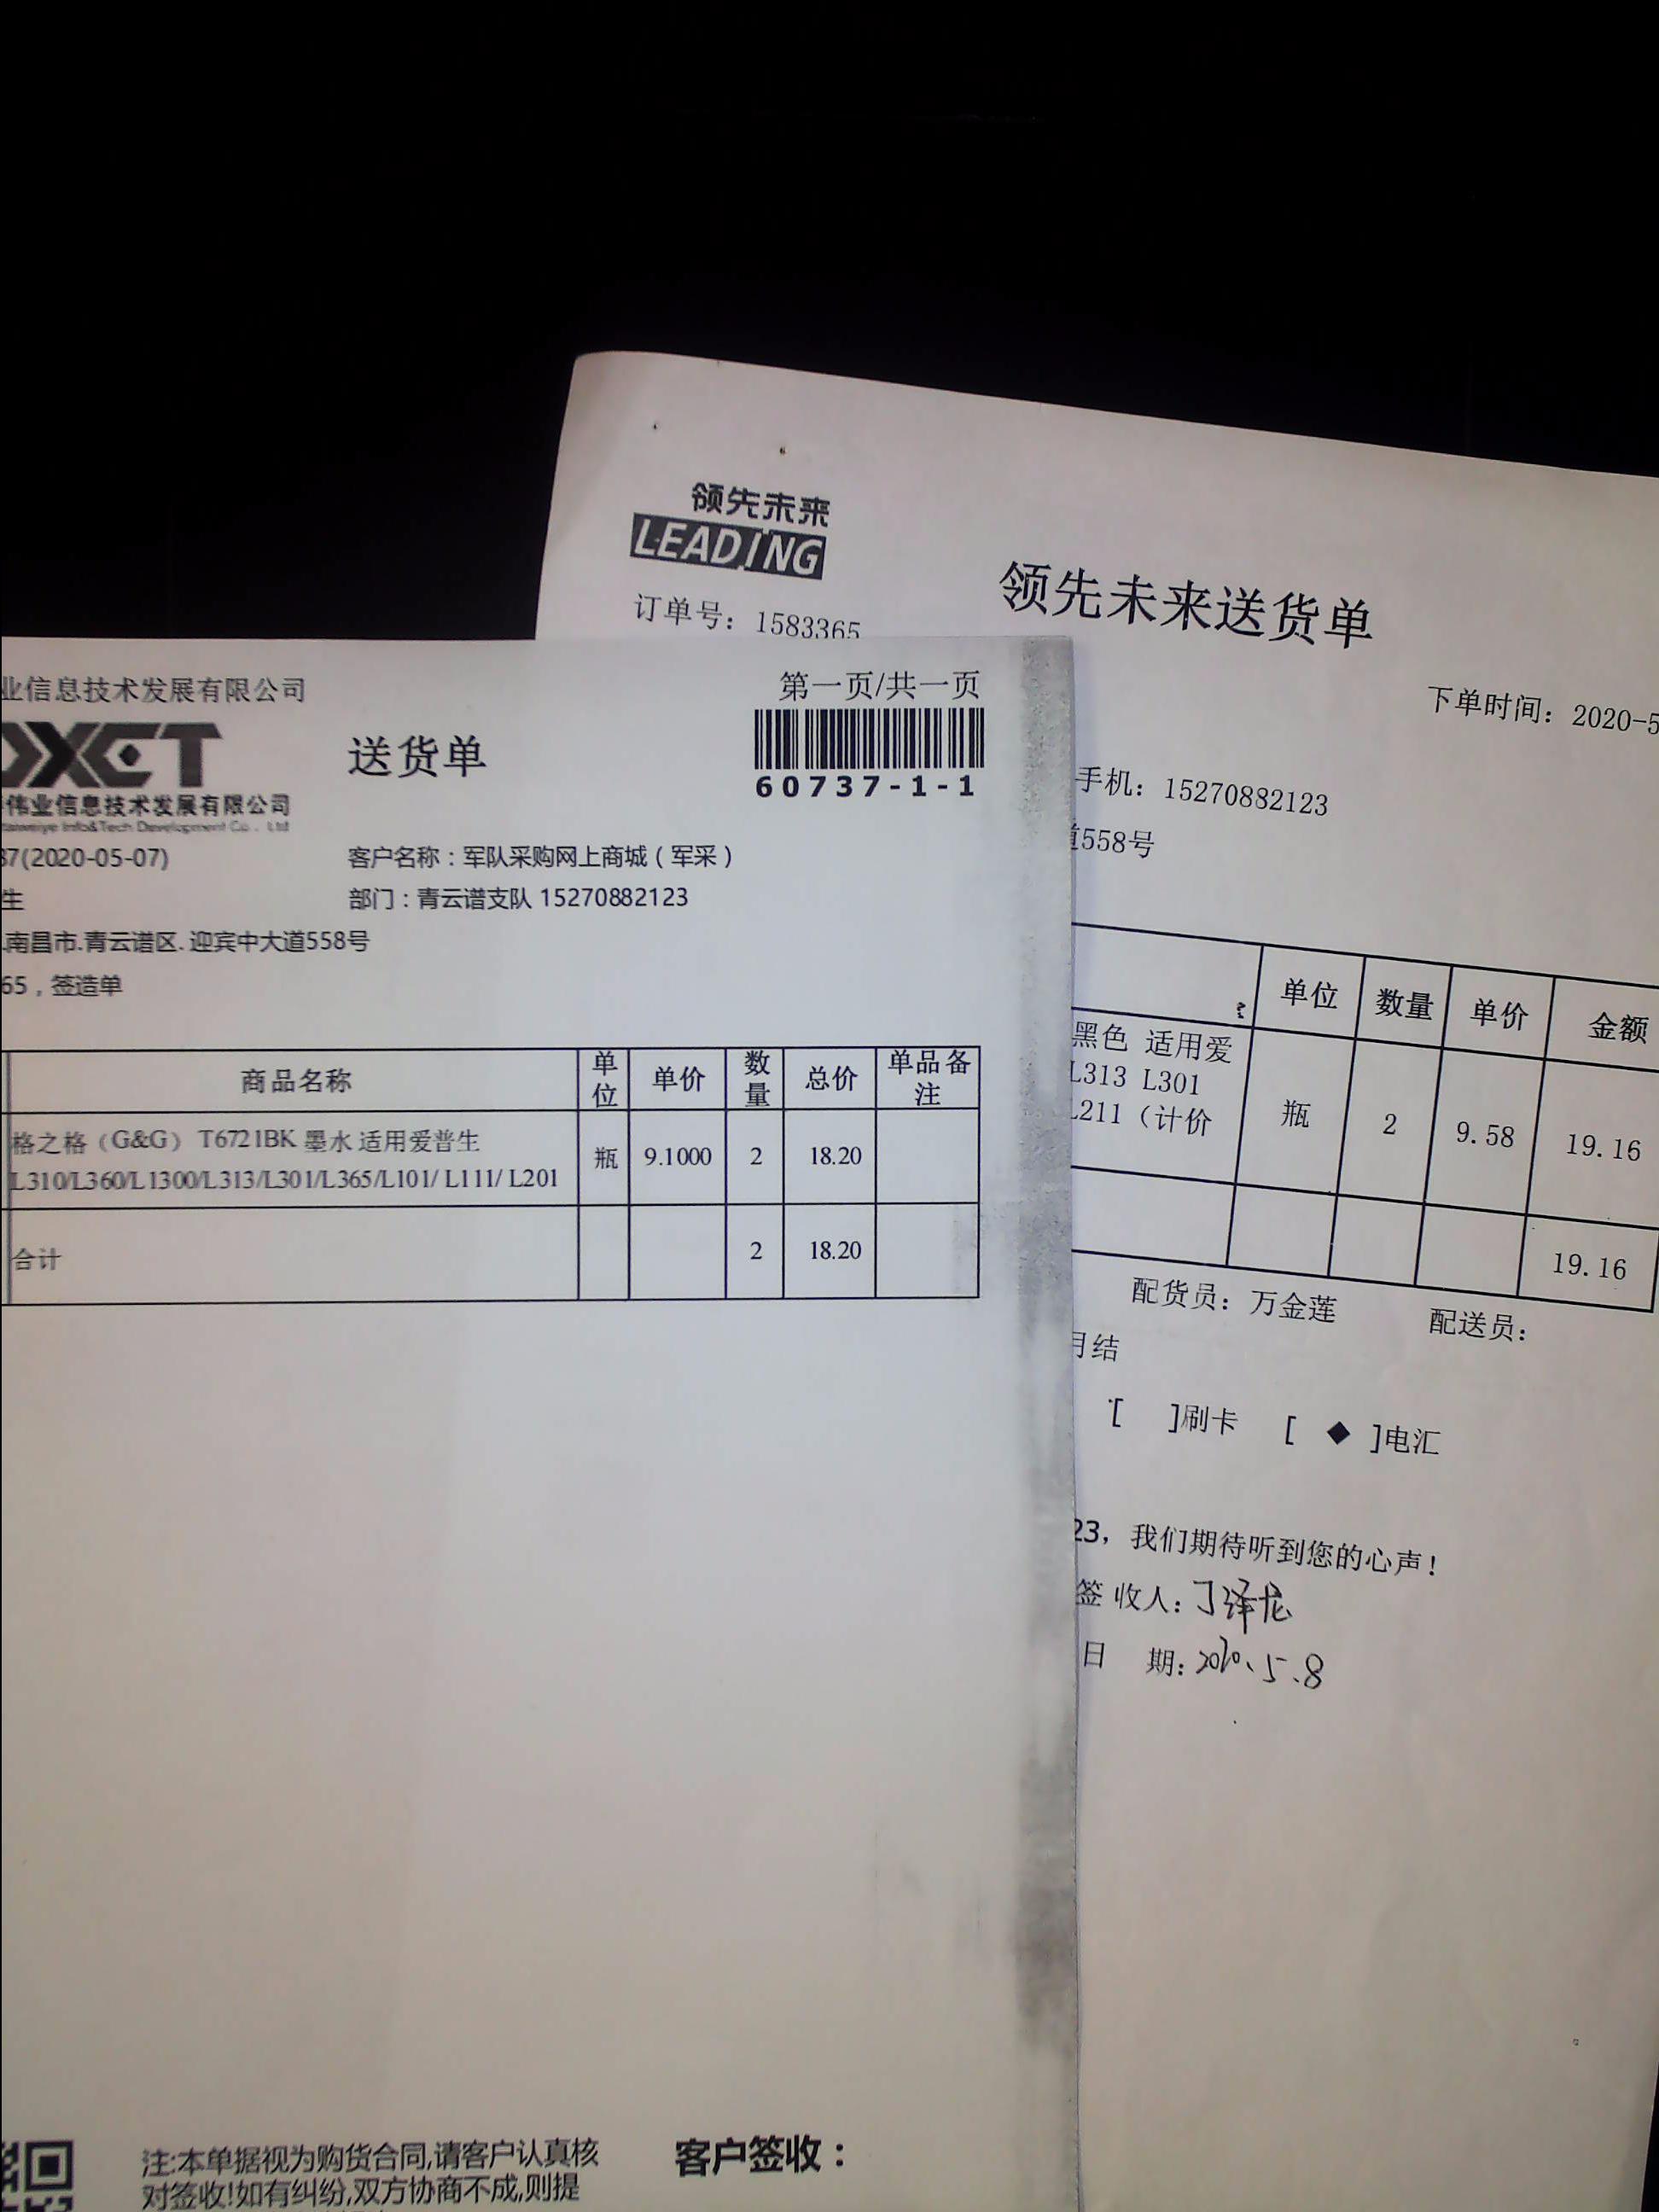 领先未来
LEADING
领先未来送货单
订单号：1583365
下单时间：2020-5
手机：15270882123
558号
单位 数量 单价 金额
黑色 适用爱
L313 L301
L211（计价
瓶 2 9.58 19.16
19.16
配货员：万金莲 配送员：
月结
[ ]刷卡 [ ◆ ]电汇
23，我们期待听到您的心声！
签 收人：丁泽龙
日 期：2020.5.8
业信息技术发展有限公司
第一页/共一页
送货单
60737-1-1
伟业信息技术发展有限公司
Info&Tech Development Co., Ltd
37(2020-05-07)
客户名称：军队采购网上商城（军采）
生
部门：青云谱支队 15270882123
.南昌市.青云谱区. 迎宾中大道558号
65，签造单
商品名称 单位 单价 数量 总价 单品备注
格之格（G&G） T6721BK 墨水 适用爱普生
L310/L360/L1300/L313/L301/L365/L101/ L111/ L201
瓶 9.1000 2 18.20
合计 2 18.20
注:本单据视为购货合同,请客户认真核
对签收!如有纠纷,双方协商不成,则提
客户签收：